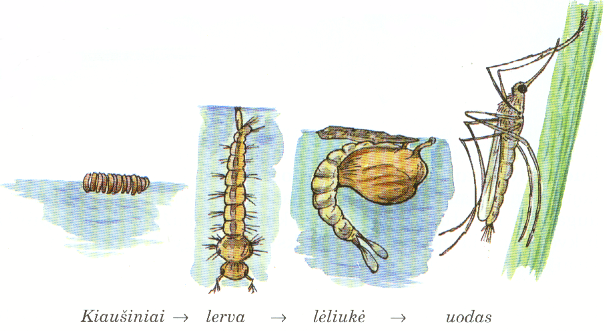 Kiaušiniai → lerva → lėliukė → uodas